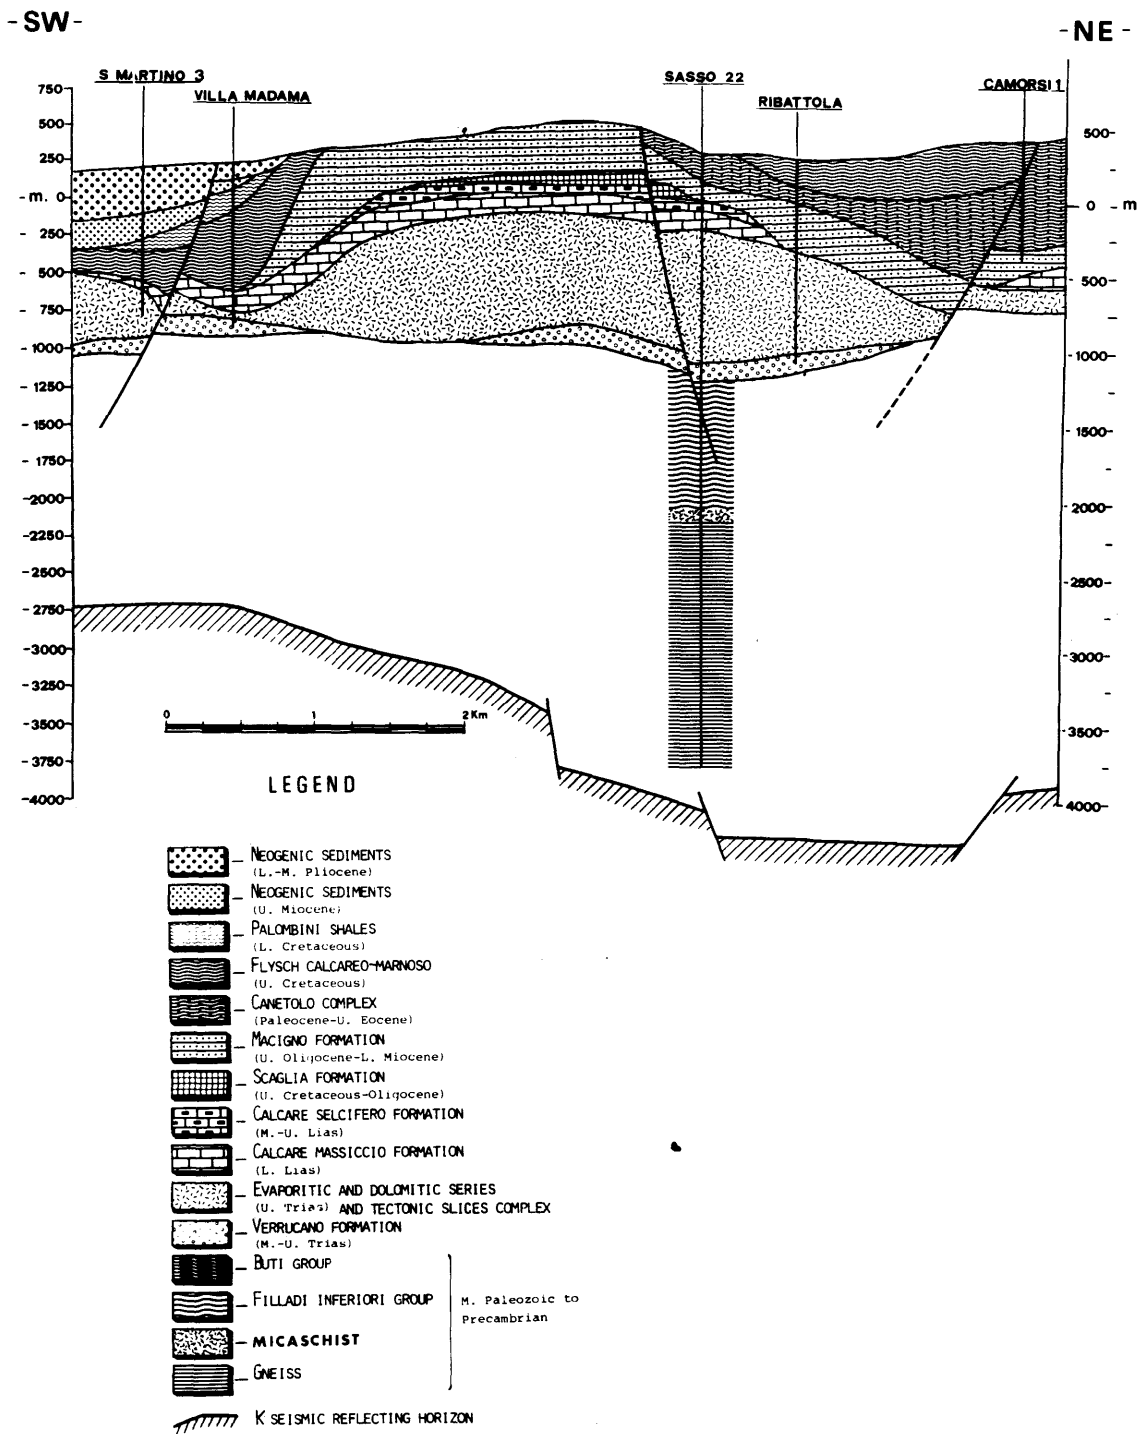 -SW-
-NE-
S MARTINO 3
VILLA MADAMA
SASSO 22
RIBATTOLA
CAMORSI 1
750
500
250
-m. 0
- 250
- 500
- 750
- 1000
- 1250
- 1500
- 1750
-2000
-2250
-2500
-2750
-3000
- 3250
- 3500
- 3750
-4000
500-
0 -m
500-
1000-
- 1500-
- 2000-
-2500-
-3000-
-3500-
4000-
0 1 2 Km
LEGEND
- NEOGENIC SEDIMENTS
(L.-M. Pliocene)
- NEOGENIC SEDIMENTS
(U. Miocene)
- PALOMBINI SHALES
(L. Cretaceous)
- FLYSCH CALCAREO-MARNOSO
(U. Cretaceous)
- CANETOLO COMPLEX
(Paleocene-U. Eocene)
- MACIGNO FORMATION
(U. Oligocene-L. Miocene)
- SCAGLIA FORMATION
(U. Cretaceous-Oligocene)
- CALCARE SELCIFERO FORMATION
(M.-U. Lias)
- CALCARE MASSICCIO FORMATION
(L. Lias)
- EVAPORITIC AND DOLOMITIC SERIES
(U. Trias) AND TECTONIC SLICES COMPLEX
- VERRUCANO FORMATION
(M.-U. Trias)
- BUTI GROUP
- FILLADI INFERIORI GROUP
M. Paleozoic to
Precambrian
- MICASCHIST
- GNEISS
K SEISMIC REFLECTING HORIZON